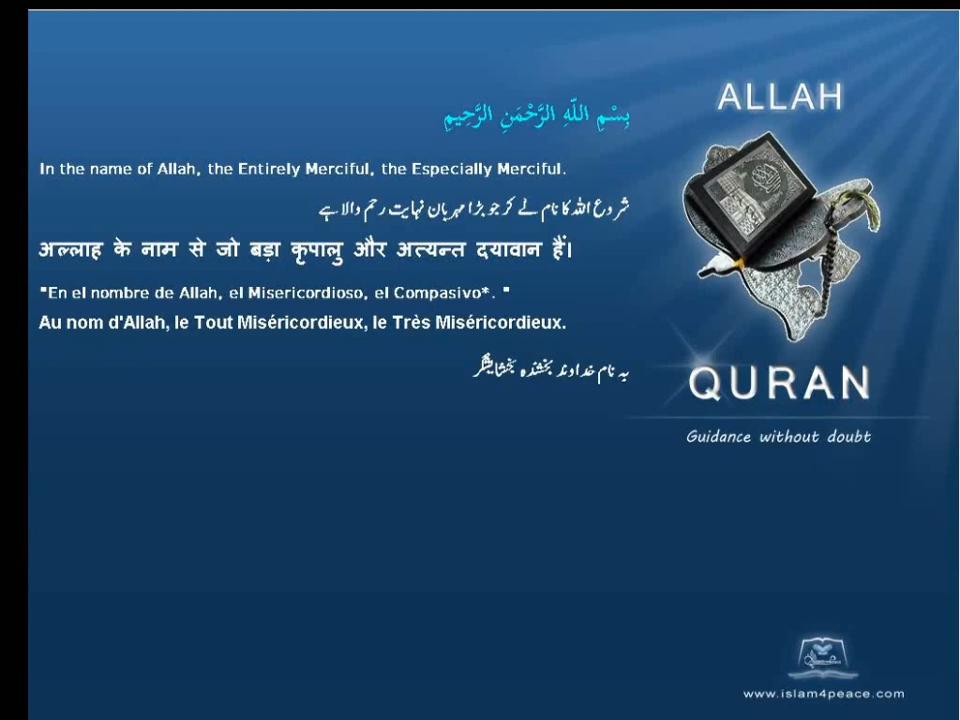 بِسْمِ اللَّهِ الرَّحْمَنِ الرَّحِيمِ
In the name of Allah, the Entirely Merciful, the Especially Merciful.
شروع الله کا نام لے کر جو بڑا مہربان نہایت رحم والا ہے
अल्लाह के नाम से जो बड़ा कृपालु और अत्यन्त दयावान हैं।
"En el nombre de Allah, el Misericordioso, el Compasivo*. "
Au nom d'Allah, le Tout Miséricordieux, le Très Miséricordieux.
به نام خداوند بخشنده بخشایشگر
ALLAH
QURAN
Guidance without doubt
www.islam4peace.com